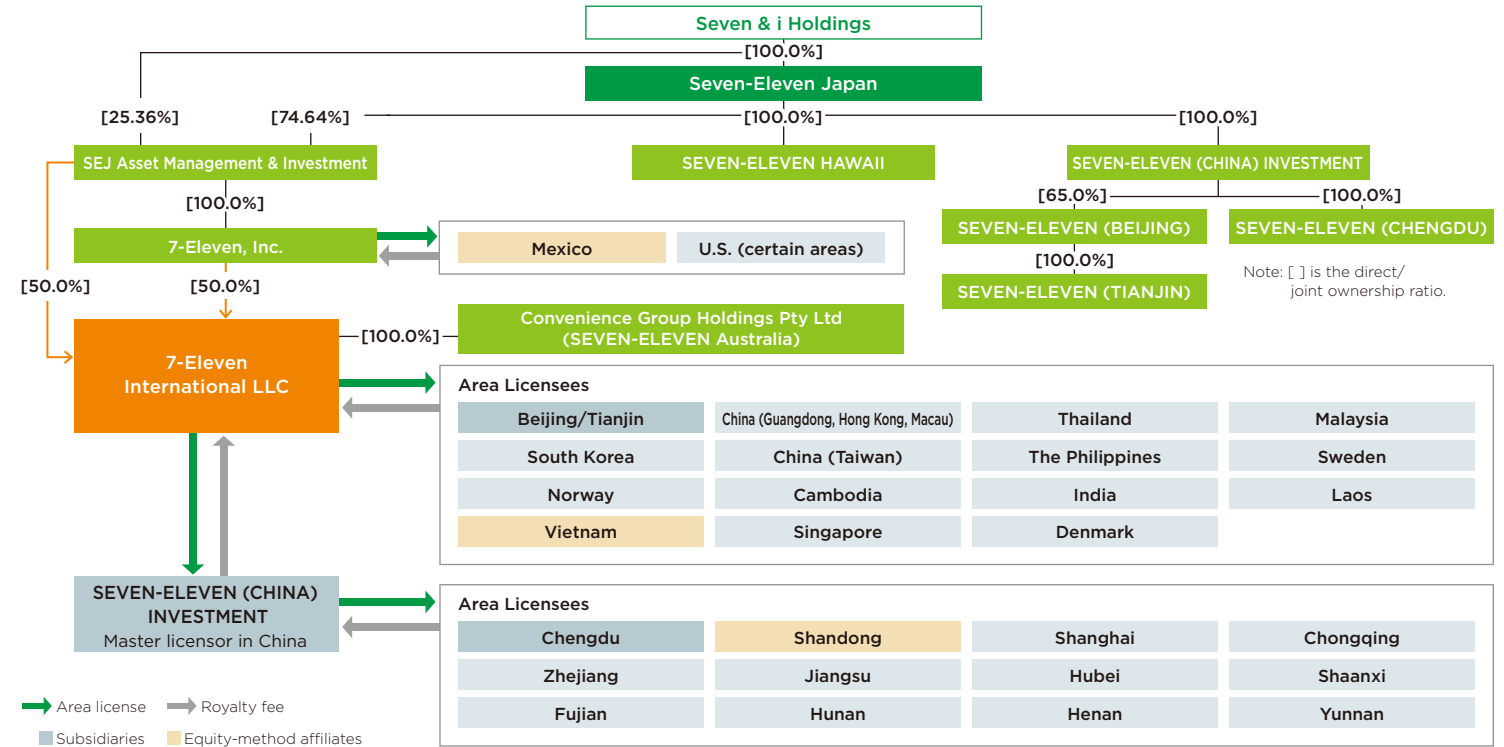 Seven & i Holdings
[100.0%]
Seven-Eleven Japan
[25.36%]
[74.64%]
[100.0%]
[100.0%]
SEJ Asset Management & Investment
SEVEN-ELEVEN HAWAII
SEVEN-ELEVEN (CHINA) INVESTMENT
[100.0%]
[65.0%]
[100.0%]
7-Eleven, Inc.
Mexico
U.S. (certain areas)
SEVEN-ELEVEN (BEIJING)
SEVEN-ELEVEN (CHENGDU)
[100.0%]
SEVEN-ELEVEN (TIANJIN)
Note: [ ] is the direct/
joint ownership ratio.
[50.0%]
[50.0%]
7-Eleven
International LLC
[100.0%]
Convenience Group Holdings Pty Ltd
(SEVEN-ELEVEN Australia)
Area Licensees
Beijing/Tianjin
China (Guangdong, Hong Kong, Macau)
Thailand
Malaysia
South Korea
China (Taiwan)
The Philippines
Sweden
Norway
Cambodia
India
Laos
Vietnam
Singapore
Denmark
SEVEN-ELEVEN (CHINA)
INVESTMENT
Master licensor in China
Area Licensees
Chengdu
Shandong
Shanghai
Chongqing
Zhejiang
Jiangsu
Hubei
Shaanxi
Fujian
Hunan
Henan
Yunnan
Area license
Royalty fee
Subsidiaries
Equity-method affiliates